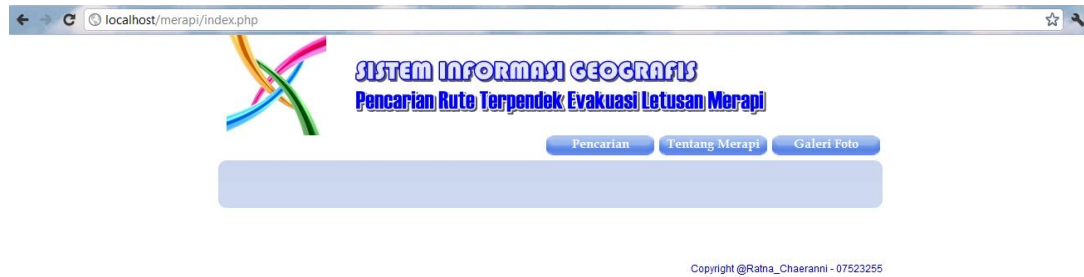 localhost/merapi/index.php
SISTEM INFORMASI GEOGRAFIS
Pencarian Rute Terpendek Evakuasi Letusan Merapi
Pencarian Tentang Merapi Galeri Foto
Copyright @Ratna_Chaeranni - 07523255